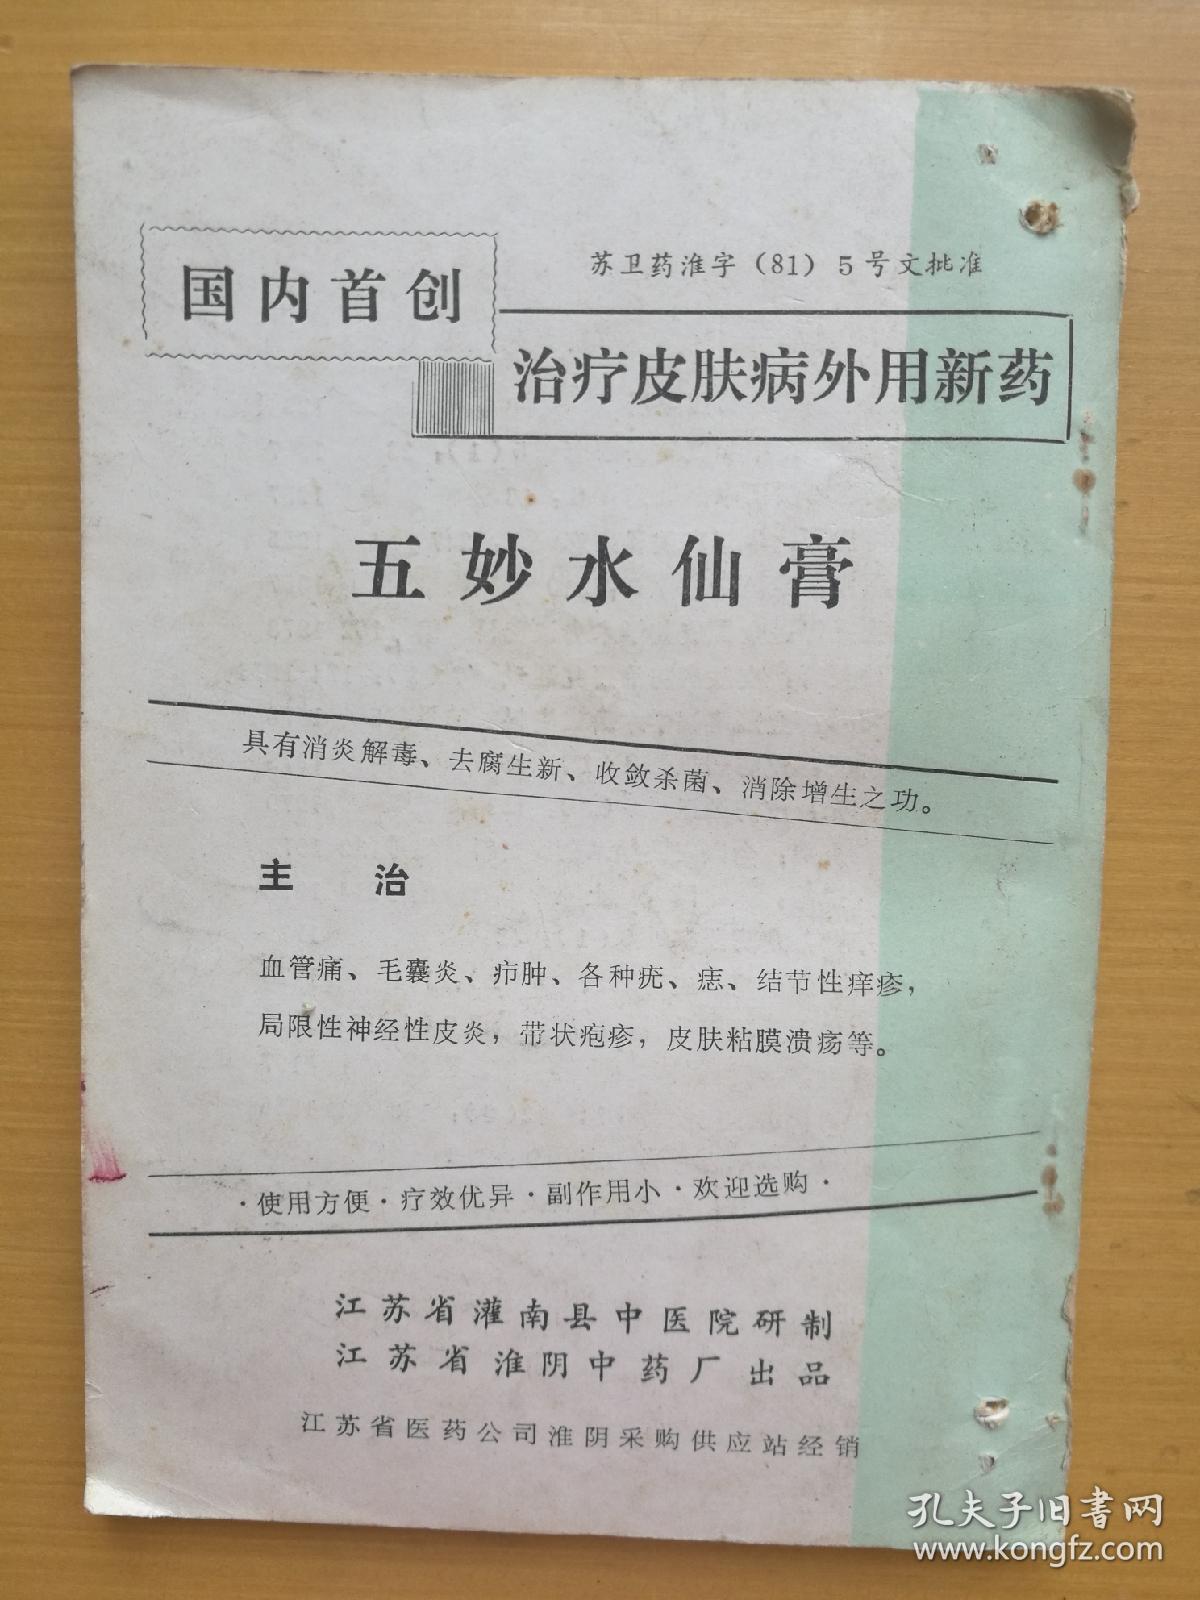 国内首创
苏卫药淮字（81）5号文批准
治疗皮肤病外用新药
五妙水仙膏
具有消炎解毒、去腐生新、收敛杀菌、消除增生之功。
主治
血管痛、毛囊炎、疖肿、各种疣、痣、结节性痒疹，
局限性神经性皮炎，带状疱疹，皮肤粘膜溃疡等。
·使用方便·疗效优异·副作用小·欢迎选购·
江苏省灌南县中医院研制
江苏省淮阴中药厂出品
江苏省医药公司淮阴采购供应站经销
孔夫子旧書网
www.kongfz.com